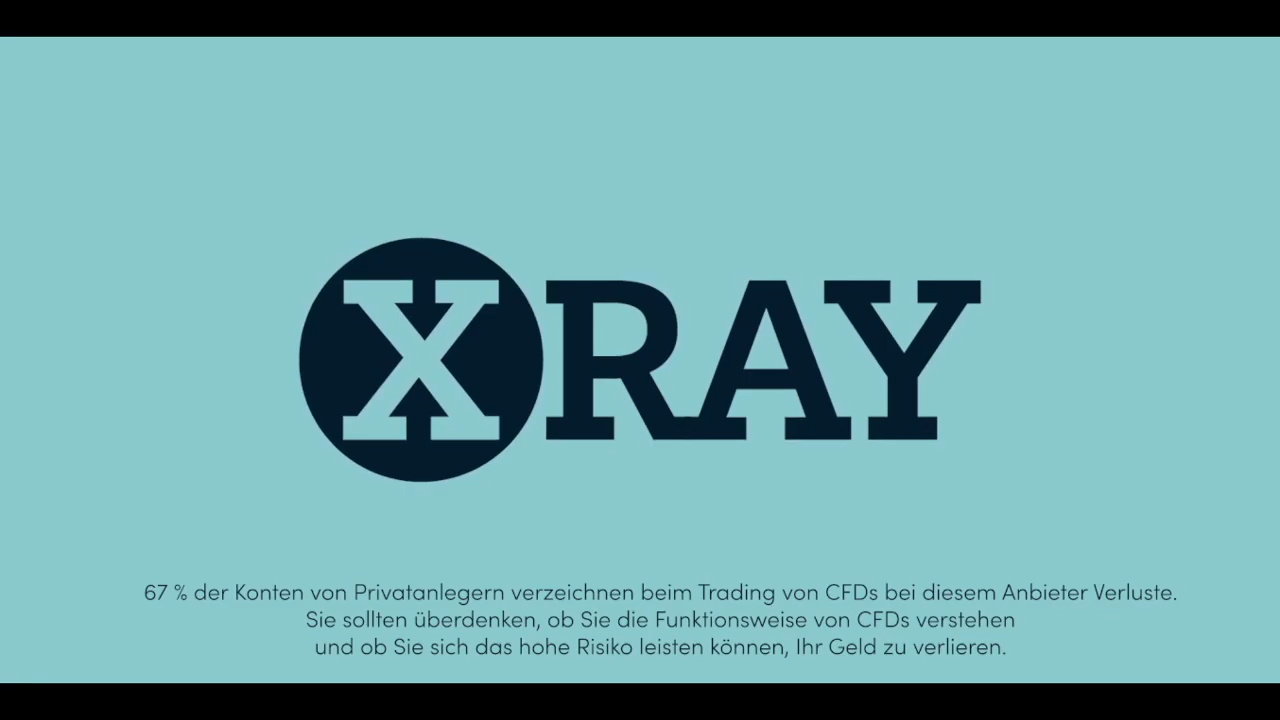 XRAY
67 % der Konten von Privatanlegern verzeichnen beim Trading von CFDs bei diesem Anbieter Verluste.
Sie sollten überdenken, ob Sie die Funktionsweise von CFDs verstehen
und ob Sie sich das hohe Risiko leisten können, Ihr Geld zu verlieren.